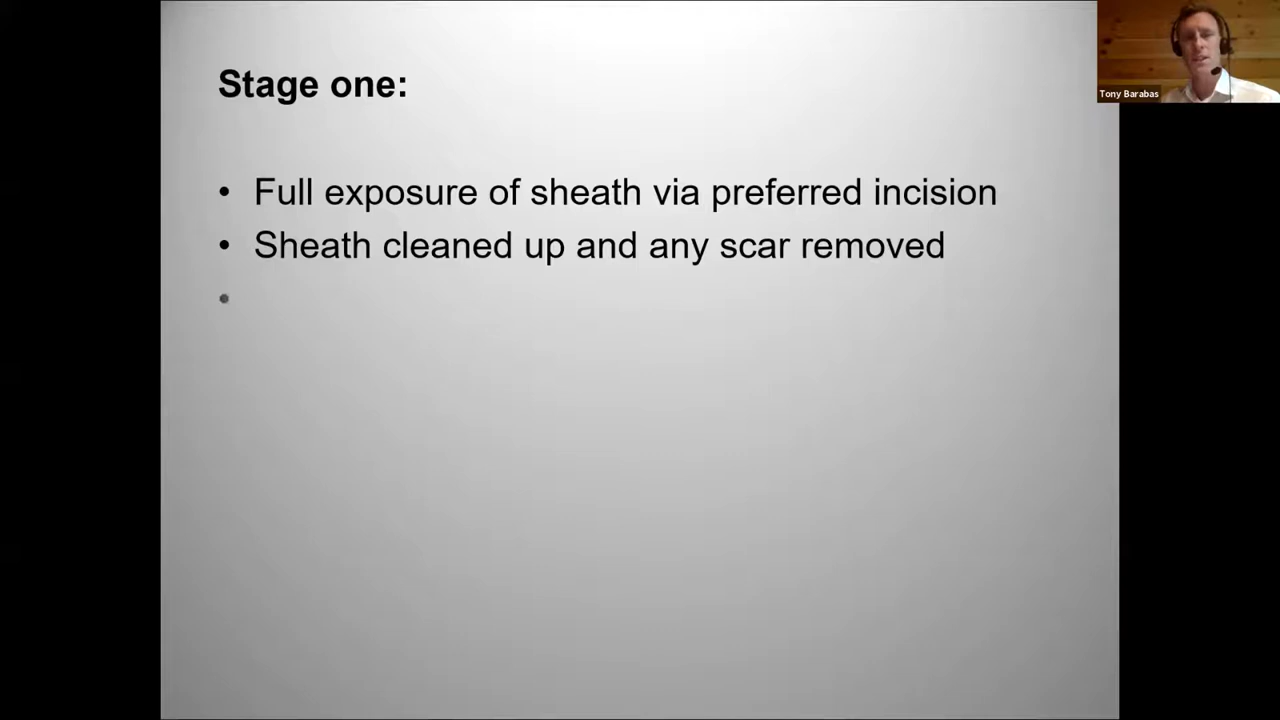 Stage one:
• Full exposure of sheath via preferred incision
• Sheath cleaned up and any scar removed
•
Tony Barabas